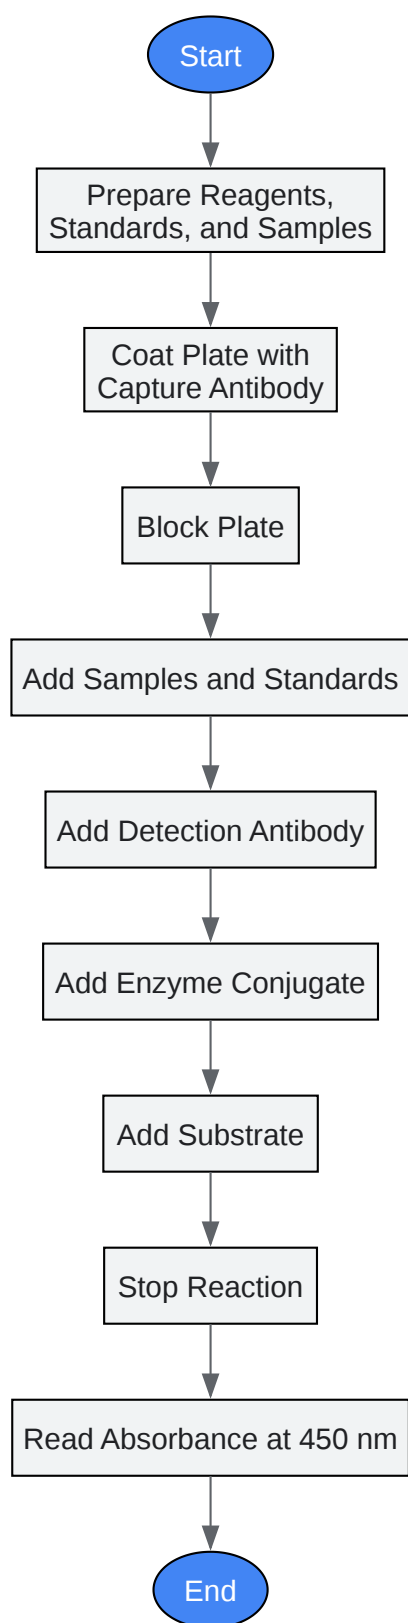 Start
Prepare Reagents,
Standards, and Samples
Coat Plate with
Capture Antibody
Block Plate
Add Samples and Standards
Add Detection Antibody
Add Enzyme Conjugate
Add Substrate
Stop Reaction
Read Absorbance at 450 nm
End